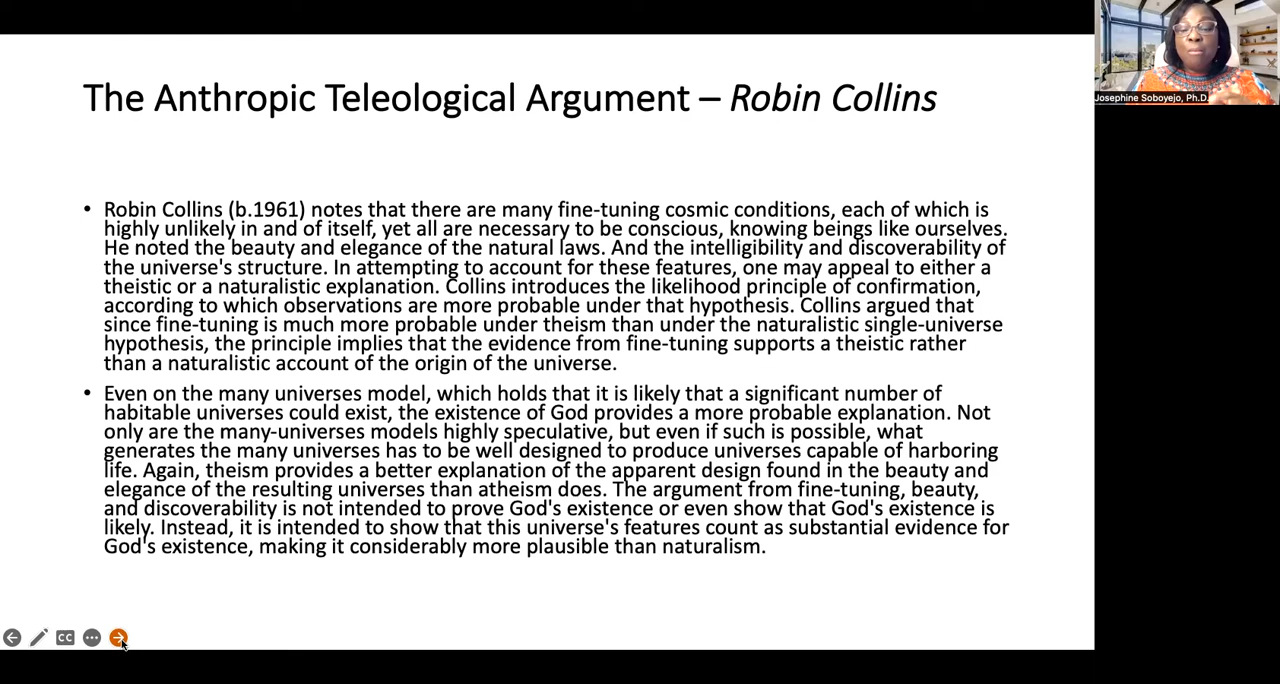 The Anthropic Teleological Argument – Robin Collins
Josephine Soboyejo, Ph.D.
• Robin Collins (b.1961) notes that there are many fine-tuning cosmic conditions, each of which is
highly unlikely in and of itself, yet all are necessary to be conscious, knowing beings like ourselves.
He noted the beauty and elegance of the natural laws. And the intelligibility and discoverability of
the universe's structure. In attempting to account for these features, one may appeal to either a
theistic or a naturalistic explanation. Collins introduces the likelihood principle of confirmation,
according to which observations are more probable under that hypothesis. Collins argued that
since fine-tuning is much more probable under theism than under the naturalistic single-universe
hypothesis, the principle implies that the evidence from fine-tuning supports a theistic rather
than a naturalistic account of the origin of the universe.
• Even on the many universes model, which holds that it is likely that a significant number of
habitable universes could exist, the existence of God provides a more probable explanation. Not
only are the many-universes models highly speculative, but even if such is possible, what
generates the many universes has to be well designed to produce universes capable of harboring
life. Again, theism provides a better explanation of the apparent design found in the beauty and
elegance of the resulting universes than atheism does. The argument from fine-tuning, beauty,
and discoverability is not intended to prove God's existence or even show that God's existence is
likely. Instead, it is intended to show that this universe's features count as substantial evidence for
God's existence, making it considerably more plausible than naturalism.
CC